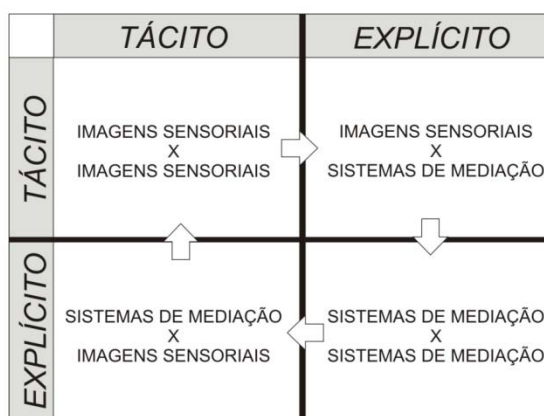 TÁCITO
EXPLÍCITO
TÁCITO
IMAGENS SENSORIAIS
X
IMAGENS SENSORIAIS
IMAGENS SENSORIAIS
X
SISTEMAS DE MEDIAÇÃO
EXPLÍCITO
SISTEMAS DE MEDIAÇÃO
X
IMAGENS SENSORIAIS
SISTEMAS DE MEDIAÇÃO
X
SISTEMAS DE MEDIAÇÃO